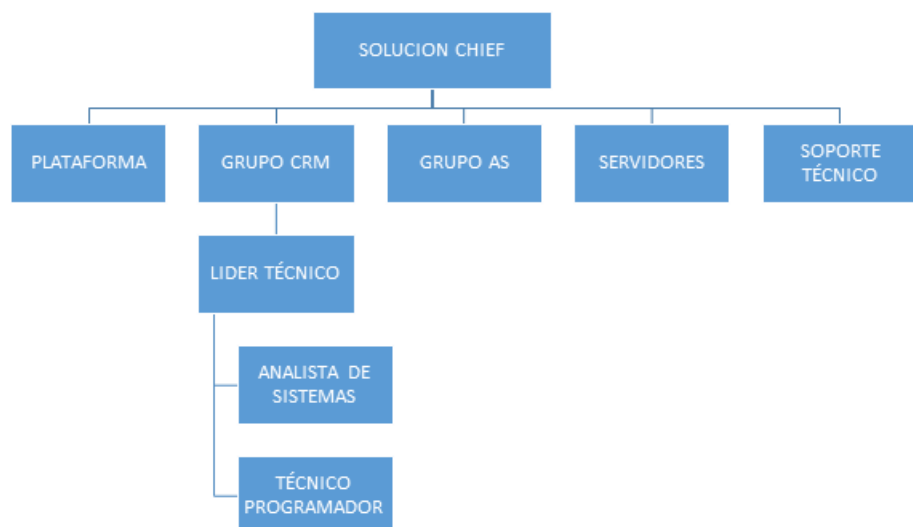 SOLUCION CHIEF
PLATAFORMA
GRUPO CRM
GRUPO AS
SERVIDORES
SOPORTE
TÉCNICO
LIDER TÉCNICO
ANALISTA DE
SISTEMAS
TÉCNICO
PROGRAMADOR